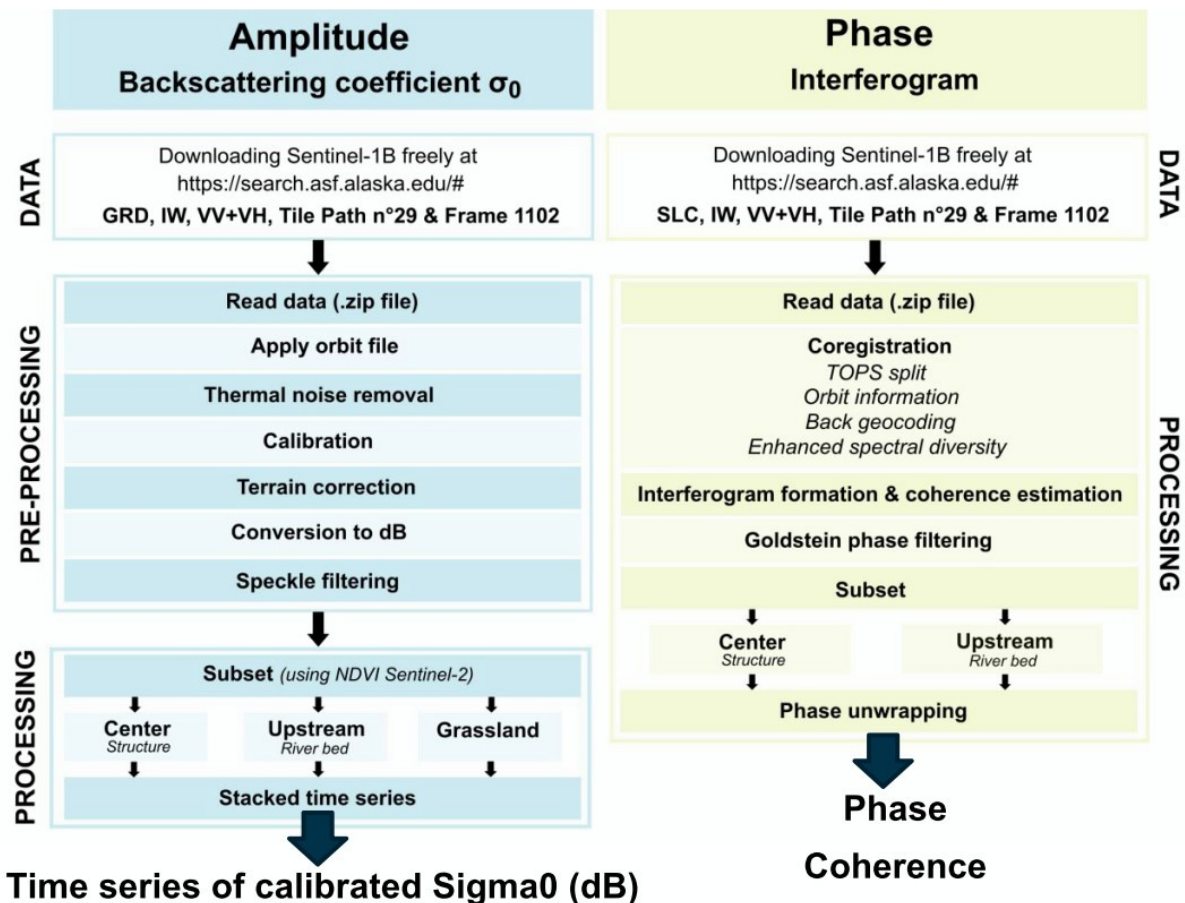 Amplitude
Backscattering coefficient σ0
DATA
Downloading Sentinel-1B freely at
https://search.asf.alaska.edu/#
GRD, IW, VV+VH, Tile Path n°29 & Frame 1102
PRE-PROCESSING
Read data (.zip file)
Apply orbit file
Thermal noise removal
Calibration
Terrain correction
Conversion to dB
Speckle filtering
PROCESSING
Subset (using NDVI Sentinel-2)
Center
Structure
Upstream
River bed
Grassland
Stacked time series
Time series of calibrated Sigma0 (dB)
Phase
Interferogram
DATA
Downloading Sentinel-1B freely at
https://search.asf.alaska.edu/#
SLC, IW, VV+VH, Tile Path n°29 & Frame 1102
PROCESSING
Read data (.zip file)
Coregistration
TOPS split
Orbit information
Back geocoding
Enhanced spectral diversity
Interferogram formation & coherence estimation
Goldstein phase filtering
Subset
Center
Structure
Upstream
River bed
Phase unwrapping
Phase
Coherence